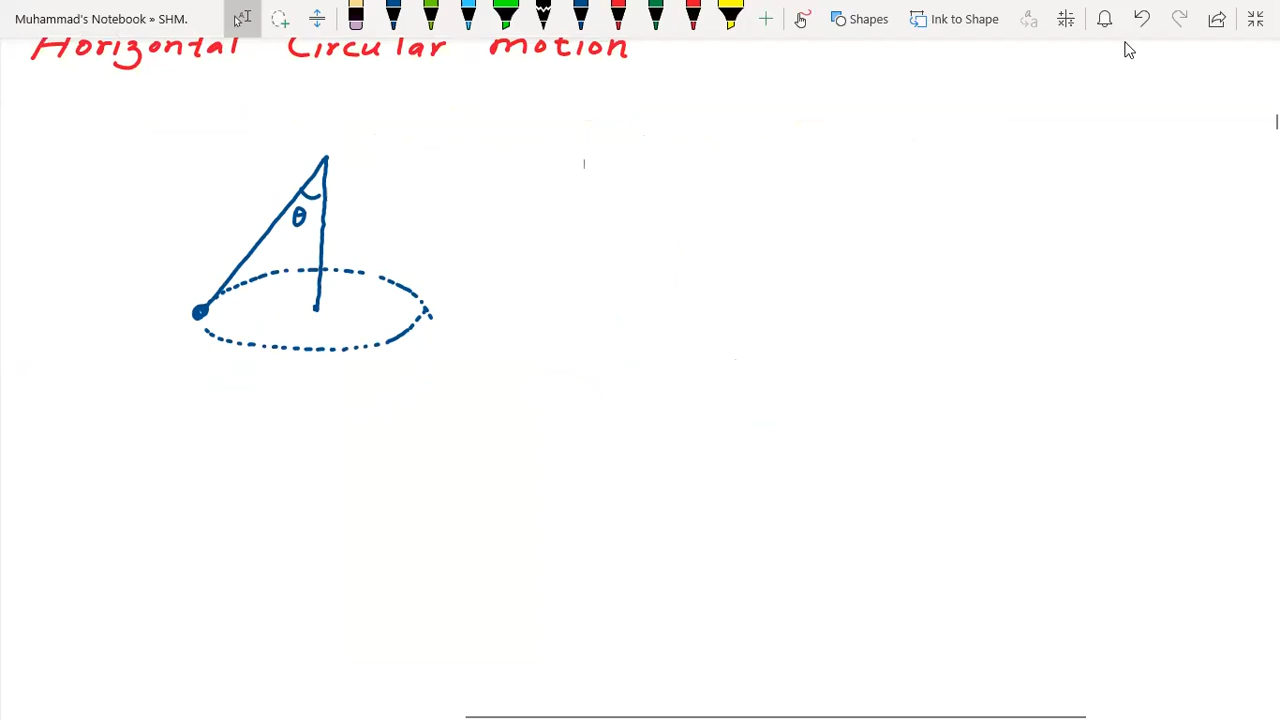 Muhammad's Notebook » SHM.
Shapes
Ink to Shape
Horizontal Circular motion
θ